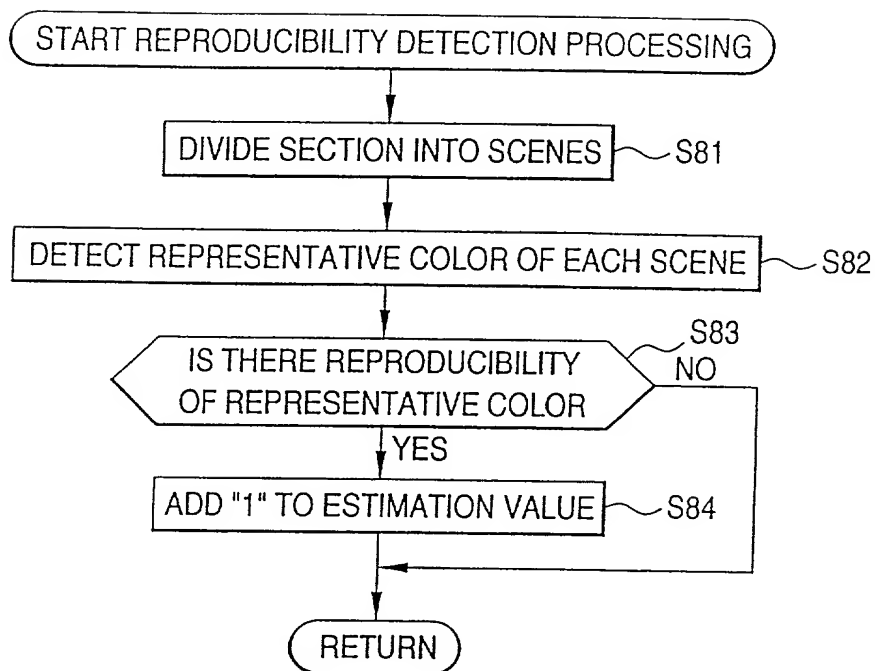 START REPRODUCIBILITY DETECTION PROCESSING
DIVIDE SECTION INTO SCENES
S81
DETECT REPRESENTATIVE COLOR OF EACH SCENE
S82
S83
IS THERE REPRODUCIBILITY
OF REPRESENTATIVE COLOR
NO
YES
ADD "1" TO ESTIMATION VALUE
S84
RETURN